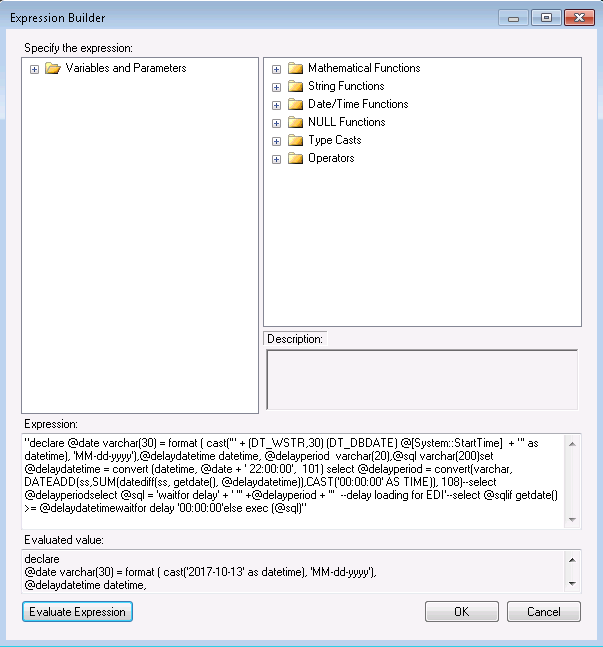 Expression Builder
Specify the expression:
Variables and Parameters
Mathematical Functions
String Functions
Date/Time Functions
NULL Functions
Type Casts
Operators
Description:
Expression:
"declare @date varchar(30) = format ( cast('" + (DT_WSTR,30) (DT_DBDATE) @[System::StartTime]  + "' as
datetime), 'MM-dd-yyyy'),@delaydatetime datetime, @delayperiod  varchar(20),@sql varchar(200)set
@delaydatetime = convert (datetime, @date + ' 22:00:00',  101) select @delayperiod = convert(varchar,
DATEADD(ss,SUM(datediff(ss, getdate(), @delaydatetime)),CAST('00:00:00' AS TIME)), 108)--select
@delayperiodselect @sql = 'waitfor delay' + ' ''' +@delayperiod + '''  --delay loading for EDI'--select @sqlif getdate()
>= @delaydatetimewaitfor delay '00:00:00'else exec (@sql)"
Evaluated value:
declare
@date varchar(30) = format ( cast('2017-10-13' as datetime), 'MM-dd-yyyy'),
@delaydatetime datetime,
Evaluate Expression
OK
Cancel